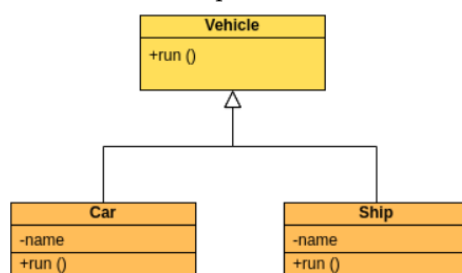 Vehicle
+run ()
Car
-name
+run ()
Ship
-name
+run ()